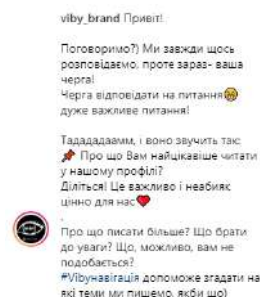 viby_brand Привіт!
Поговоримо?) Ми завжди щось
розповідаємо, проте зараз- ваша
черга!
Черга відповідати на питання😬
дуже важливе питання!
Тадададаамм, і воно звучить так:
📌 Про що Вам найцікавіше читати
у нашому профілі?
Діліться! Це важливо і неабияк
цінно для нас❤️
.
Про що писати більше? Що брати
до уваги? Що, можливо, вам не
подобається?
#Vibyнавігація допоможе згадати на
які теми ми пишемо, якби що)